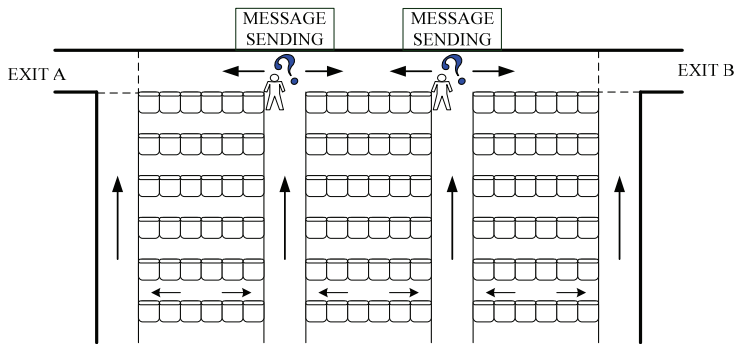 MESSAGE
SENDING
MESSAGE
SENDING
?
?
EXIT A
EXIT B